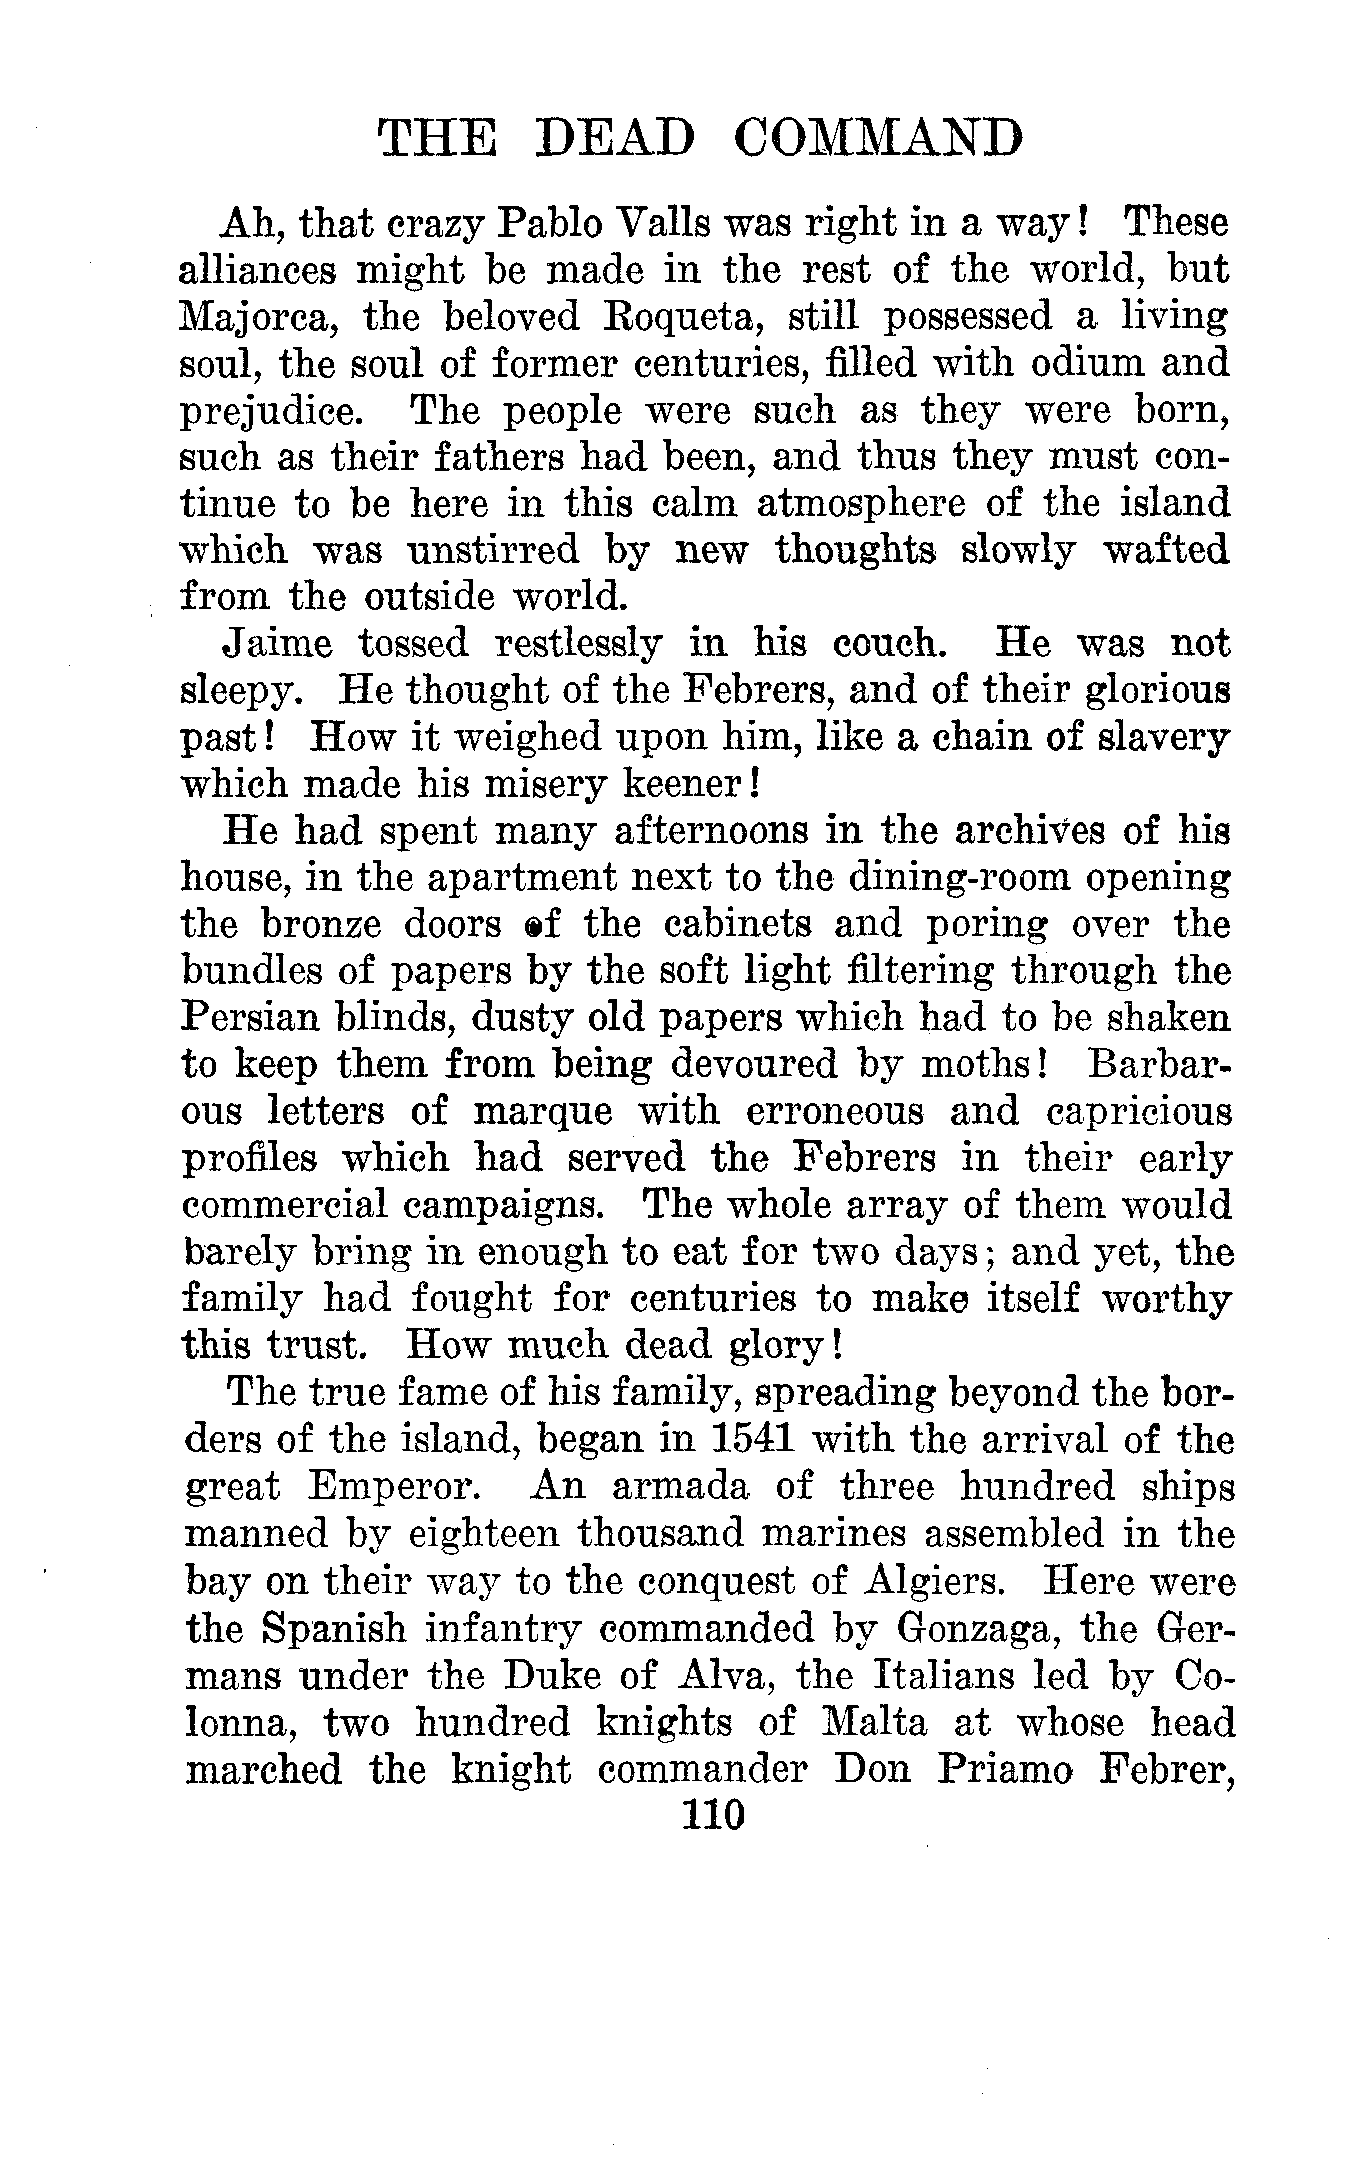 THE DEAD COMMAND
Ah, that crazy Pablo Valls was right in a way! These
alliances might be made in the rest of the world, but
Majorca, the beloved Roqueta, still possessed a living
soul, the soul of former centuries, filled with odium and
prejudice. The people were such as they were born,
such as their fathers had been, and thus they must con-
tinue to be here in this calm atmosphere of the island
which was unstirred by new thoughts slowly wafted
from the outside world.
Jaime tossed restlessly in his couch. He was not
sleepy. He thought of the Febrers, and of their glorious
past! How it weighed upon him, like a chain of slavery
which made his misery keener!
He had spent many afternoons in the archives of his
house, in the apartment next to the dining-room opening
the bronze doors of the cabinets and poring over the
bundles of papers by the soft light filtering through the
Persian blinds, dusty old papers which had to be shaken
to keep them from being devoured by moths! Barbar-
ous letters of marque with erroneous and capricious
profiles which had served the Febrers in their early
commercial campaigns. The whole array of them would
barely bring in enough to eat for two days; and yet, the
family had fought for centuries to make itself worthy
this trust. How much dead glory!
The true fame of his family, spreading beyond the bor-
ders of the island, began in 1541 with the arrival of the
great Emperor. An armada of three hundred ships
manned by eighteen thousand marines assembled in the
bay on their way to the conquest of Algiers. Here were
the Spanish infantry commanded by Gonzaga, the Ger-
mans under the Duke of Alva, the Italians led by Co-
lonna, two hundred knights of Malta at whose head
marched the knight commander Don Priamo Febrer,
110